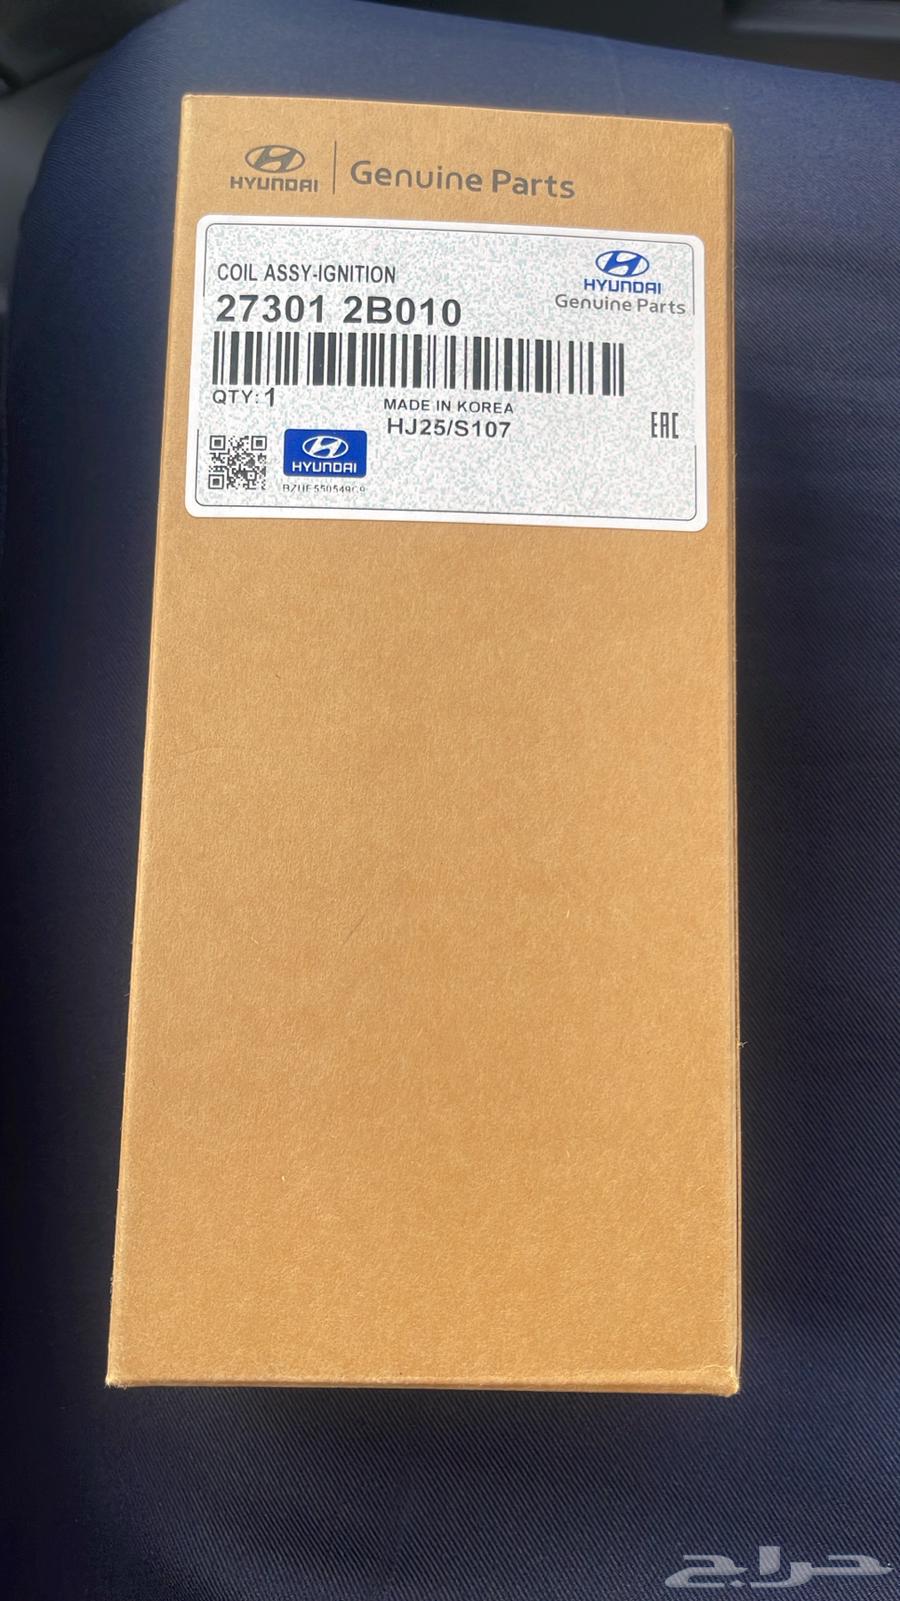 HYUNDAI | Genuine Parts
COIL ASSY-IGNITION
27301 2B010
HYUNDAI
Genuine Parts
QTY: 1
MADE IN KOREA
HJ25/S107
EAC
HYUNDAI
حراج